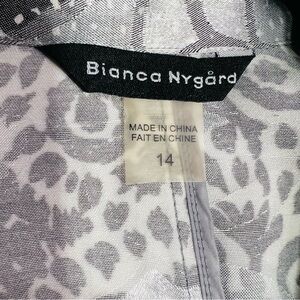 Bianca Nygård
MADE IN CHINA
FAIT EN CHINE
14